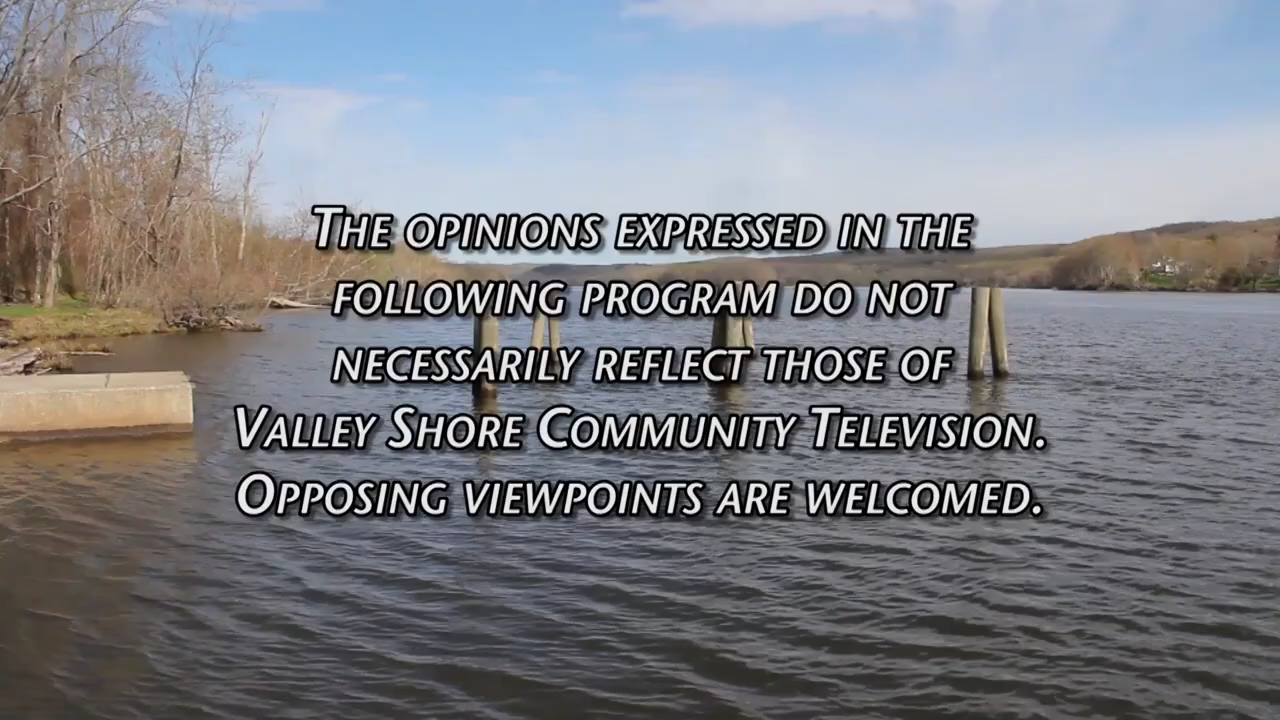 The opinions expressed in the
following program do not
necessarily reflect those of
Valley Shore Community Television.
Opposing viewpoints are welcomed.